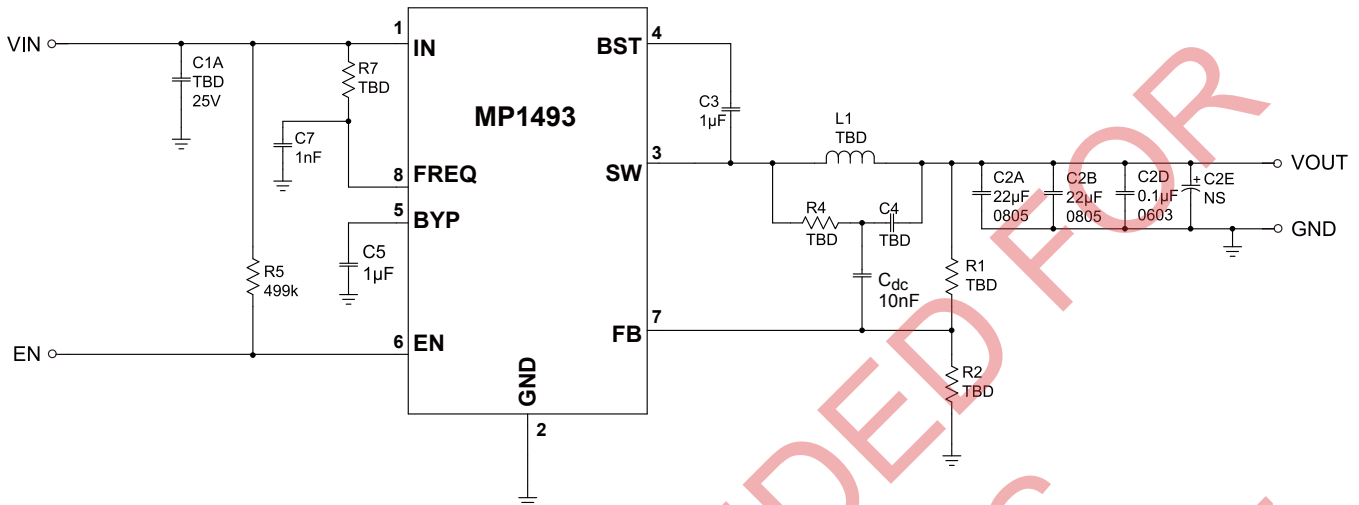 VIN
C1A
TBD
25V
R7
TBD
C7
1nF
R5
499k
C5
1µF
EN
1
IN
8
FREQ
5
BYP
6
EN
MP1493
GND
2
BST
4
SW
3
FB
7
C3
1µF
L1
TBD
R4
TBD
C4
TBD
Cdc
10nF
R1
TBD
R2
TBD
C2A
22µF
0805
C2B
22µF
0805
C2D
0.1µF
0603
+
C2E
NS
VOUT
GND
NDED FOR